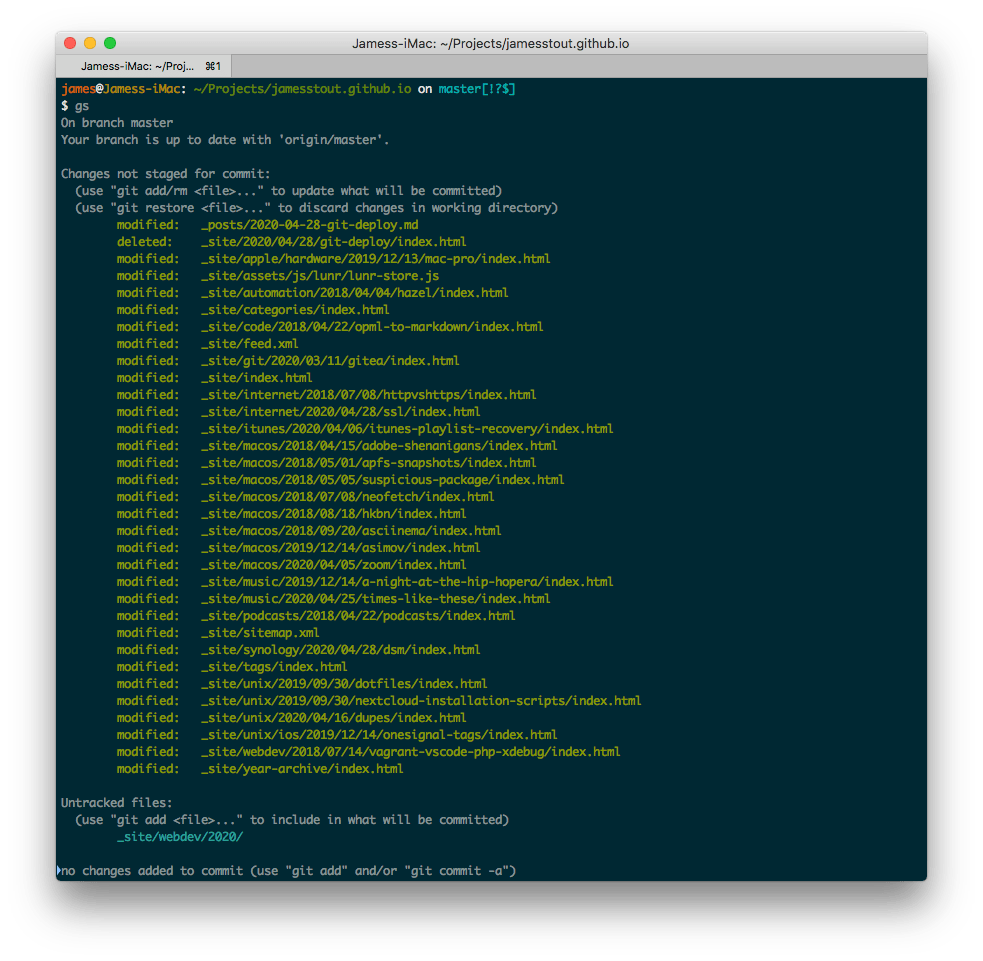 Jamess-iMac: ~/Projects/jamesstout.github.io
Jamess-iMac: ~/Proj... ⌘1
james@Jamess-iMac: ~/Projects/jamesstout.github.io on master[!?$]
$ gs
On branch master
Your branch is up to date with 'origin/master'.
Changes not staged for commit:
  (use "git add/rm <file>..." to update what will be committed)
  (use "git restore <file>..." to discard changes in working directory)
        modified:   _posts/2020-04-28-git-deploy.md
        deleted:    _site/2020/04/28/git-deploy/index.html
        modified:   _site/apple/hardware/2019/12/13/mac-pro/index.html
        modified:   _site/assets/js/lunr/lunr-store.js
        modified:   _site/automation/2018/04/04/hazel/index.html
        modified:   _site/categories/index.html
        modified:   _site/code/2018/04/22/opml-to-markdown/index.html
        modified:   _site/feed.xml
        modified:   _site/git/2020/03/11/gitea/index.html
        modified:   _site/index.html
        modified:   _site/internet/2018/07/08/httpvshttps/index.html
        modified:   _site/internet/2020/04/28/ssl/index.html
        modified:   _site/itunes/2020/04/06/itunes-playlist-recovery/index.html
        modified:   _site/macos/2018/04/15/adobe-shenanigans/index.html
        modified:   _site/macos/2018/05/01/apfs-snapshots/index.html
        modified:   _site/macos/2018/05/05/suspicious-package/index.html
        modified:   _site/macos/2018/07/08/neofetch/index.html
        modified:   _site/macos/2018/08/18/hkbn/index.html
        modified:   _site/macos/2018/09/20/asciinema/index.html
        modified:   _site/macos/2019/12/14/asimov/index.html
        modified:   _site/macos/2020/04/05/zoom/index.html
        modified:   _site/music/2019/12/14/a-night-at-the-hip-hopera/index.html
        modified:   _site/music/2020/04/25/times-like-these/index.html
        modified:   _site/podcasts/2018/04/22/podcasts/index.html
        modified:   _site/sitemap.xml
        modified:   _site/synology/2020/04/28/dsm/index.html
        modified:   _site/tags/index.html
        modified:   _site/unix/2019/09/30/dotfiles/index.html
        modified:   _site/unix/2019/09/30/nextcloud-installation-scripts/index.html
        modified:   _site/unix/2020/04/16/dupes/index.html
        modified:   _site/unix/ios/2019/12/14/onesignal-tags/index.html
        modified:   _site/webdev/2018/07/14/vagrant-vscode-php-xdebug/index.html
        modified:   _site/year-archive/index.html
Untracked files:
  (use "git add <file>..." to include in what will be committed)
        _site/webdev/2020/
no changes added to commit (use "git add" and/or "git commit -a")